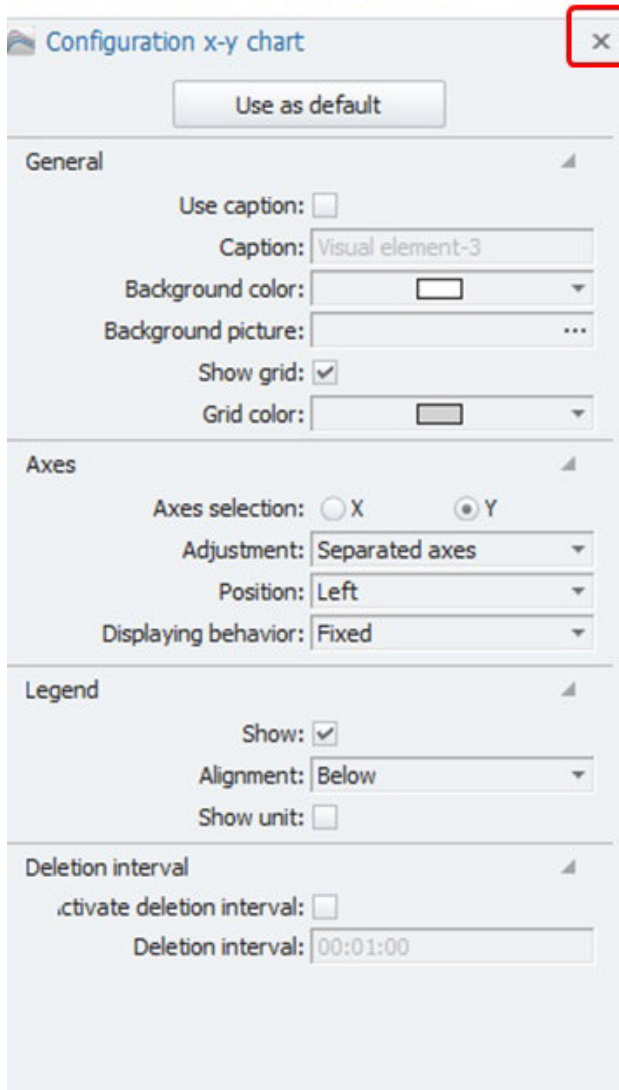 Configuration x-y chart
Use as default
General
Use caption:
Caption: Visual element-3
Background color:
Background picture: ...
Show grid:
Grid color:
Axes
Axes selection: X Y
Adjustment: Separated axes
Position: Left
Displaying behavior: Fixed
Legend
Show:
Alignment: Below
Show unit:
Deletion interval
ctivate deletion interval:
Deletion interval: 00:01:00